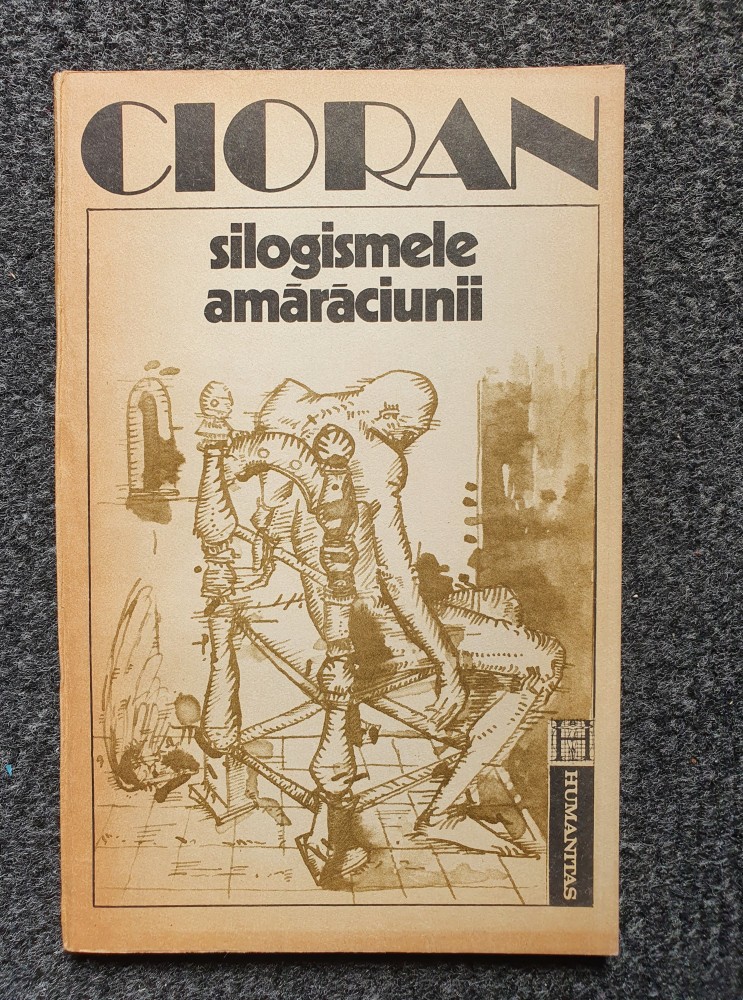 CIORAN
silogismele
amărăciunii
HUMANITAS